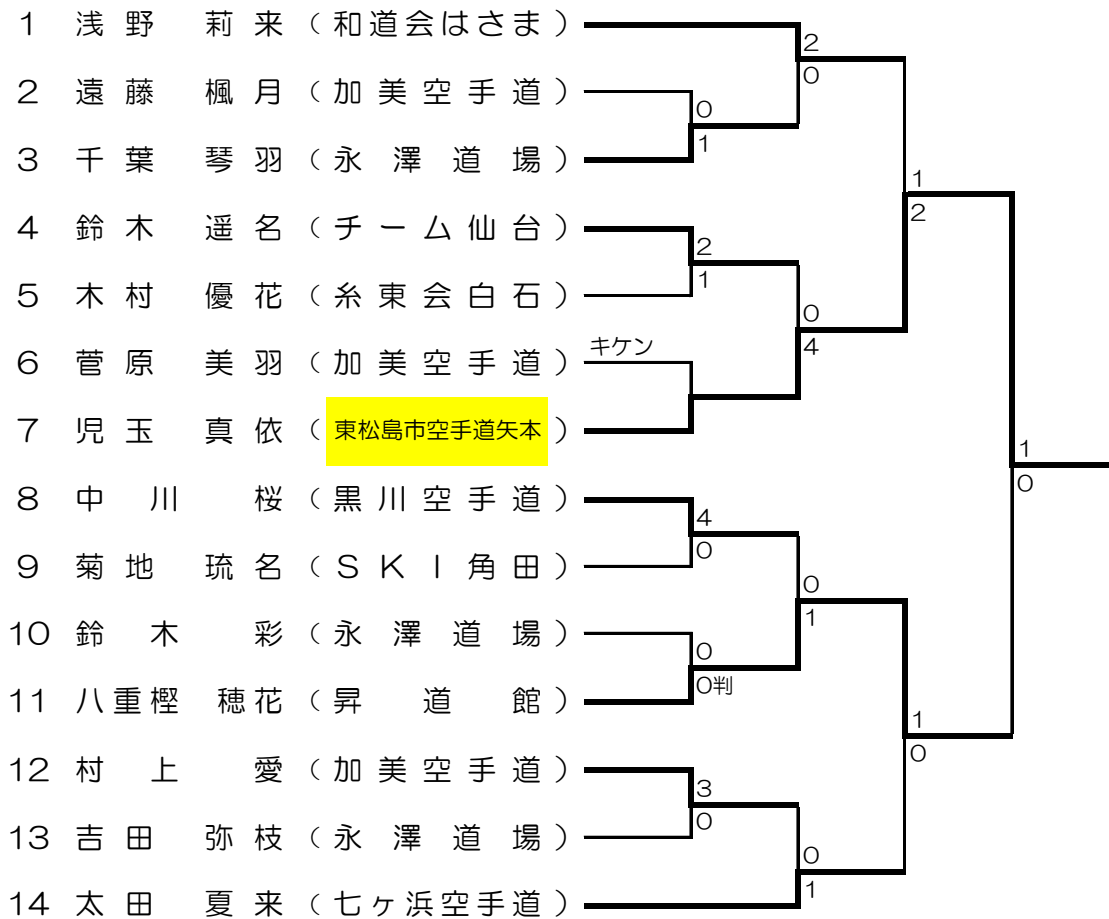 1 浅野 莉来（和道会はさま）
2
0
2 遠藤 楓月（加美空手道）
0
1
3 千葉 琴羽（永澤道場）
1
2
4 鈴木 遥名（チーム仙台）
2
1
5 木村 優花（糸東会白石）
0
4
6 菅原 美羽（加美空手道）
キケン
7 児玉 真依（東松島市空手道矢本）
1
0
8 中川 桜（黒川空手道）
4
0
9 菊地 琉名（SKI角田）
0
1
10 鈴木 彩（永澤道場）
0
0判
11 八重樫 穂花（昇道館）
1
0
12 村上 愛（加美空手道）
3
0
13 吉田 弥枝（永澤道場）
0
1
14 太田 夏来（七ヶ浜空手道）